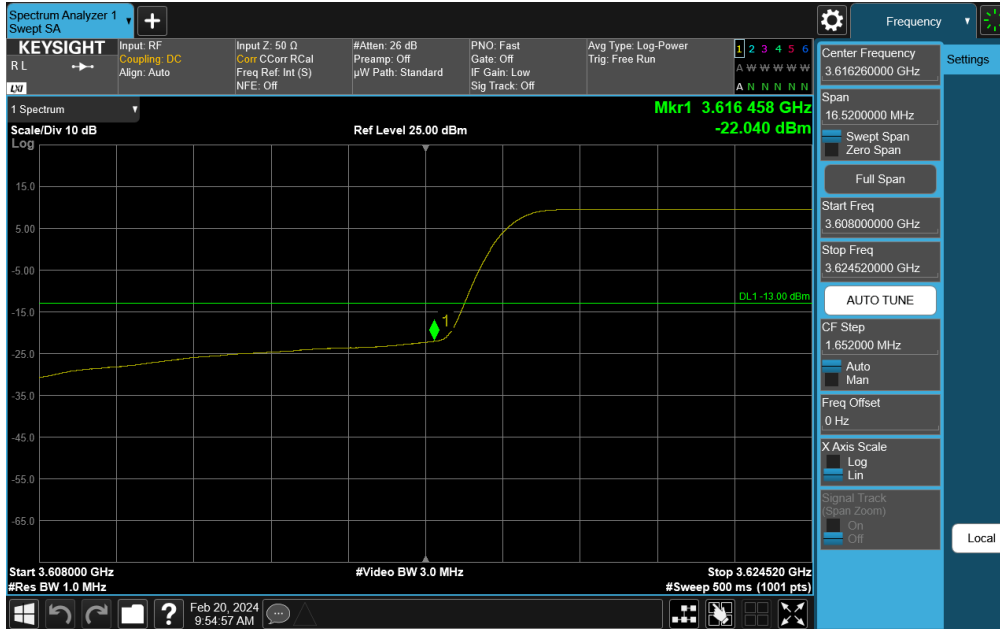 Spectrum Analyzer 1
Swept SA
+
Frequency
KEYSIGHT
R L
LXI
Input: RF
Coupling: DC
Align: Auto
Input Z: 50 Ω
Corr CCorr RCal
Freq Ref: Int (S)
NFE: Off
#Atten: 26 dB
Preamp: Off
µW Path: Standard
PNO: Fast
Gate: Off
IF Gain: Low
Sig Track: Off
Avg Type: Log-Power
Trig: Free Run
1 2 3 4 5 6
A W W W W W
A N N N N N
1 Spectrum
Scale/Div 10 dB
Log
Ref Level 25.00 dBm
Mkr1 3.616 458 GHz
-22.040 dBm
15.0
5.00
-5.00
DL1 -13.00 dBm
-15.0
1
-25.0
-35.0
-45.0
-55.0
-65.0
Start 3.608000 GHz
#Res BW 1.0 MHz
#Video BW 3.0 MHz
Stop 3.624520 GHz
#Sweep 500 ms (1001 pts)
Center Frequency
3.616260000 GHz
Span
16.5200000 MHz
Swept Span
Zero Span
Full Span
Start Freq
3.608000000 GHz
Stop Freq
3.624520000 GHz
AUTO TUNE
CF Step
1.652000 MHz
Auto
Man
Freq Offset
0 Hz
X Axis Scale
Log
Lin
Signal Track
(Span Zoom)
On
Off
Settings
Local
?
Feb 20, 2024
9:54:57 AM